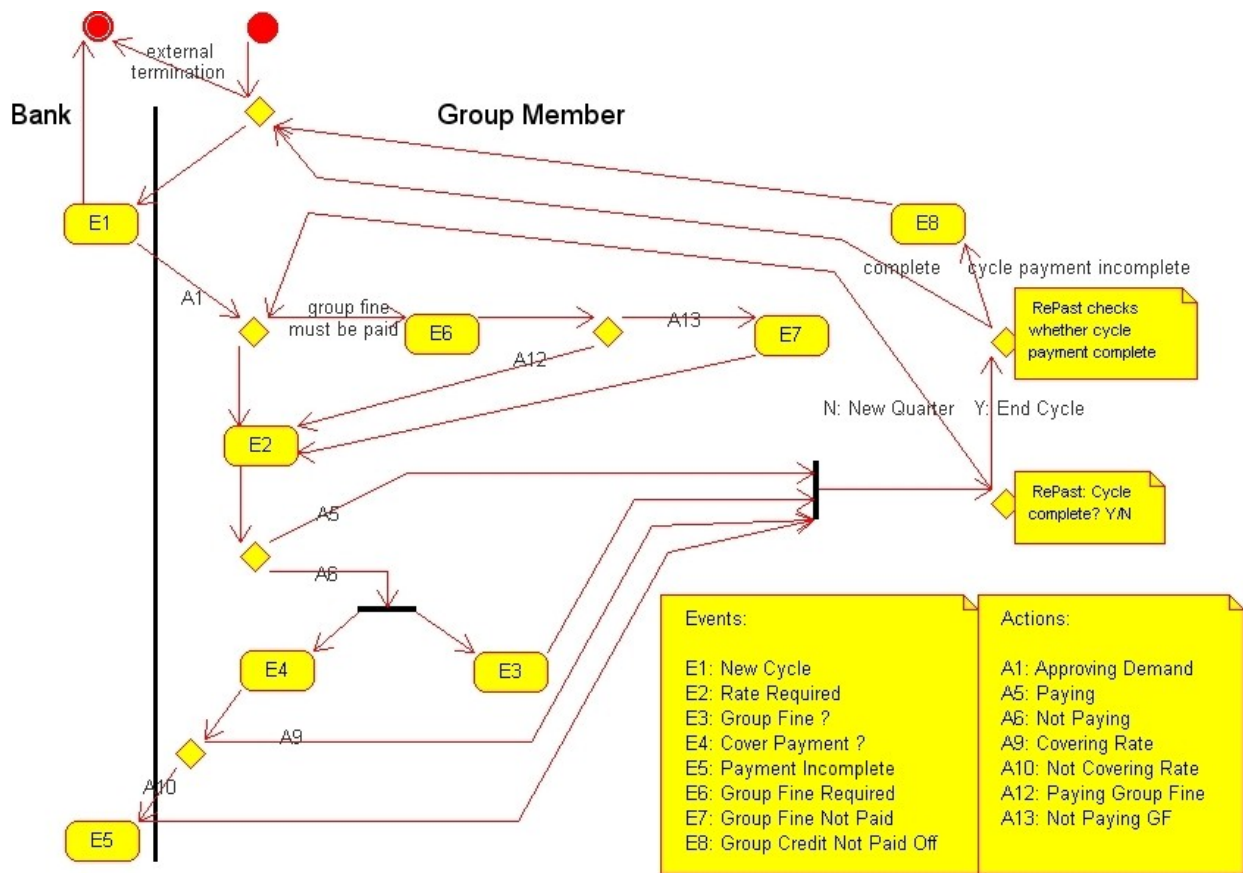 external
termination
Bank
Group Member
E1
E8
complete
cycle payment incomplete
A1
group fine
must be paid
E6
A13
E7
RePast checks
whether cycle
payment complete
A12
N: New Quarter
Y: End Cycle
E2
RePast: Cycle
complete? Y/N
A5
A6
E4
E3
A9
A10
E5
Events:
E1: New Cycle
E2: Rate Required
E3: Group Fine ?
E4: Cover Payment ?
E5: Payment Incomplete
E6: Group Fine Required
E7: Group Fine Not Paid
E8: Group Credit Not Paid Off
Actions:
A1: Approving Demand
A5: Paying
A6: Not Paying
A9: Covering Rate
A10: Not Covering Rate
A12: Paying Group Fine
A13: Not Paying GF